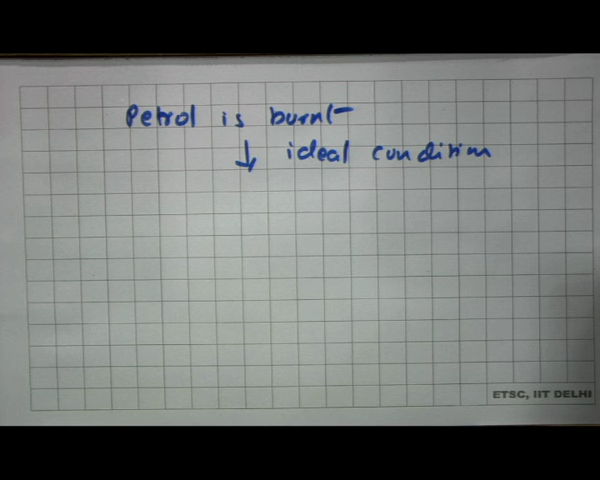 Petrol is burnt
ideal condition
ETSC, IIT DELHI